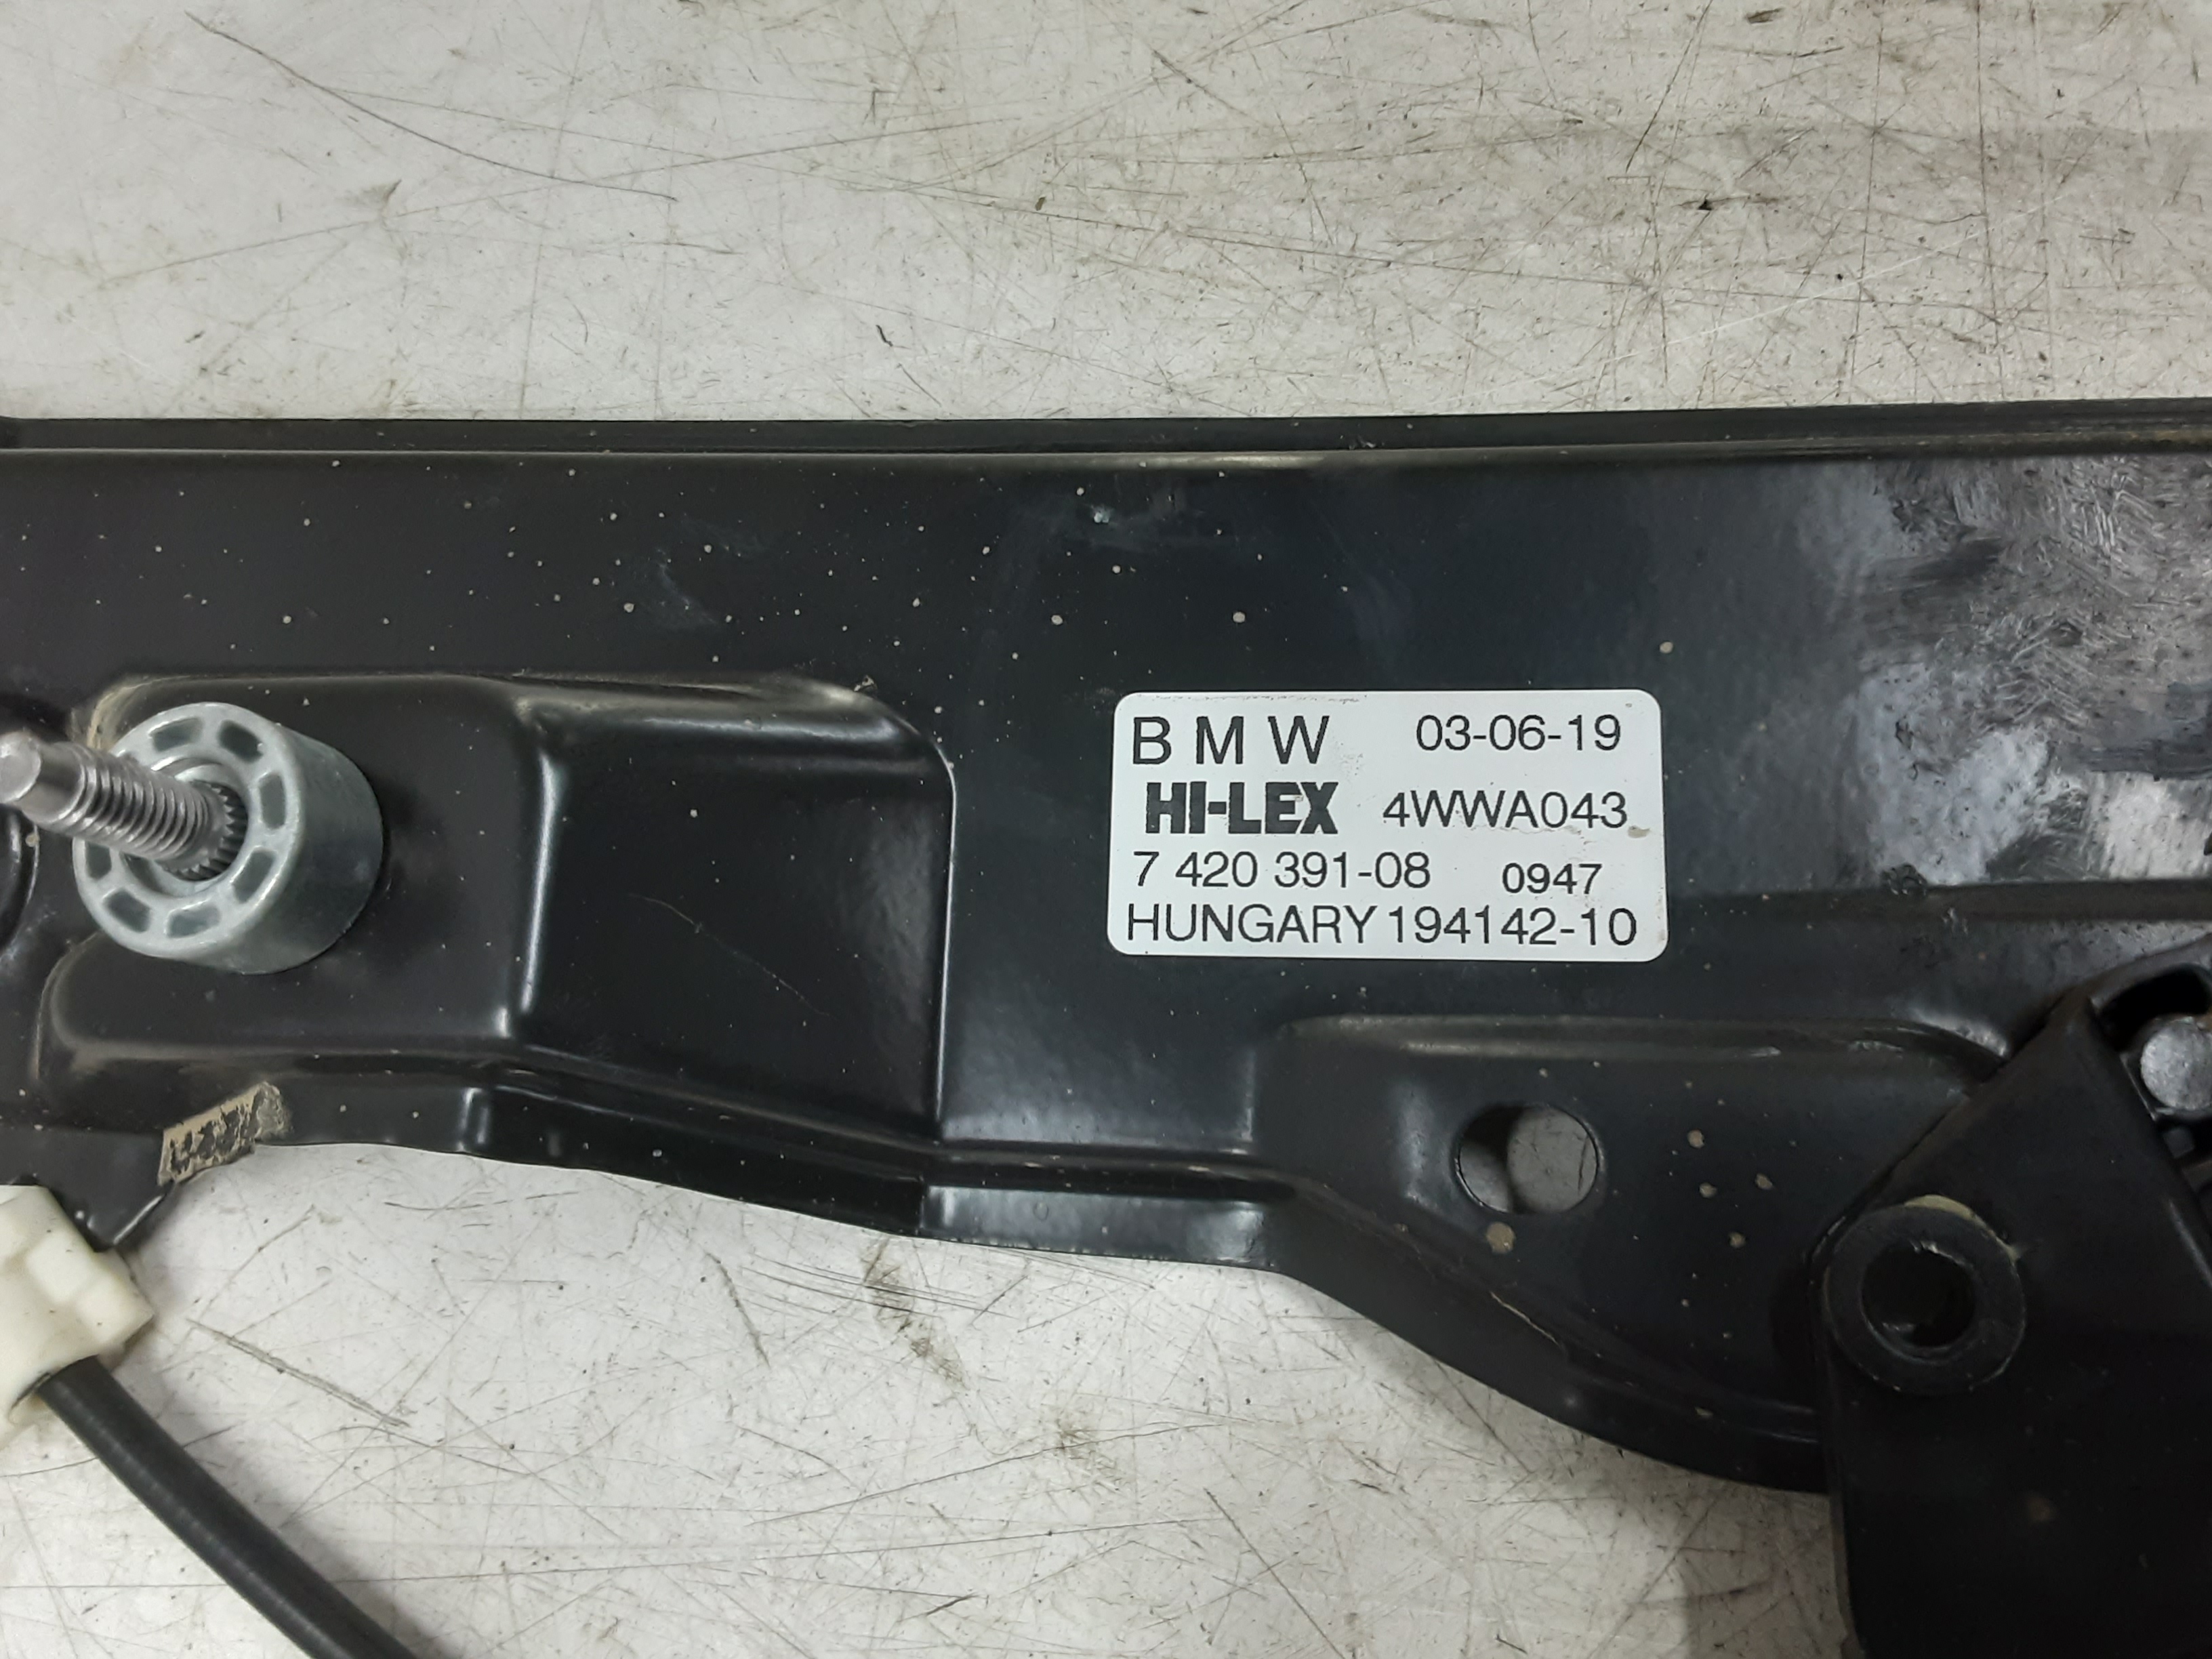 B M W 03-06-19
HI-LEX 4WWA043
7 420 391-08 0947
HUNGARY 194142-10